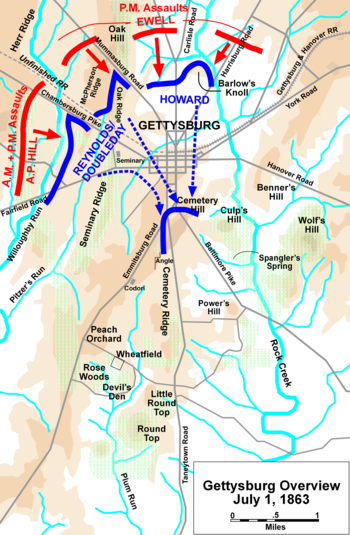 P.M. Assaults
EWELL
Oak
Hill
Carlisle Road
Harrisburg Road
Herr Ridge
Mummasburg Road
Unfinished RR
McPherson
Ridge
Oak Ridge
Chambersburg Pike
Barlow's
Knoll
HOWARD
Gettysburg & Hanover RR
York Road
A.M. + P.M. Assaults
A.P. HILL
REYNOLDS/
DOUBLEDAY
GETTYSBURG
Seminary
Hanover Road
Fairfield Road
Willoughby Run
Seminary Ridge
Cemetery
Hill
Culp's
Hill
Benner's
Hill
Wolf's
Hill
Pitzer's Run
Emmitsburg Road
Baltimore Pike
Spangler's
Spring
Angle
Codori
Cemetery Ridge
Power's
Hill
Peach
Orchard
Wheatfield
Rose
Woods
Devil's
Den
Rock Creek
Little
Round
Top
Round
Top
Taneytown Road
Plum Run
Gettysburg Overview
July 1, 1863
0 .5 1
Miles